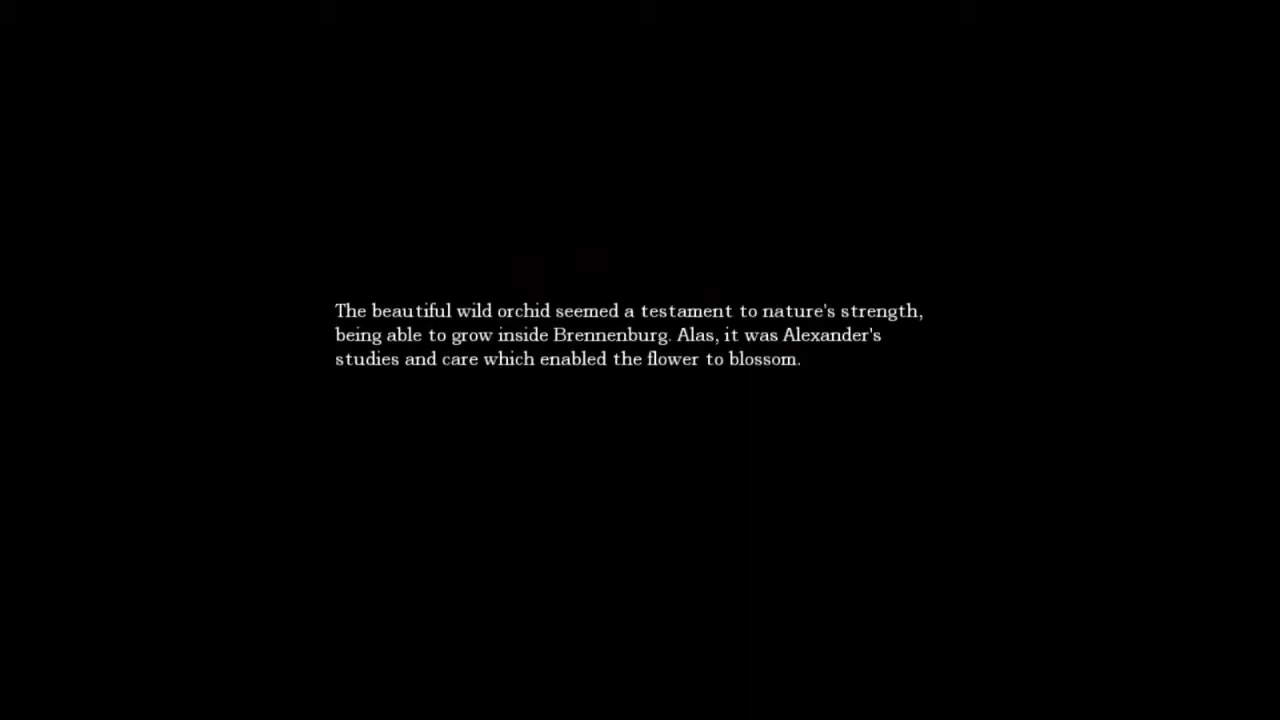 The beautiful wild orchid seemed a testament to nature's strength,
being able to grow inside Brennenburg. Alas, it was Alexander's
studies and care which enabled the flower to blossom.